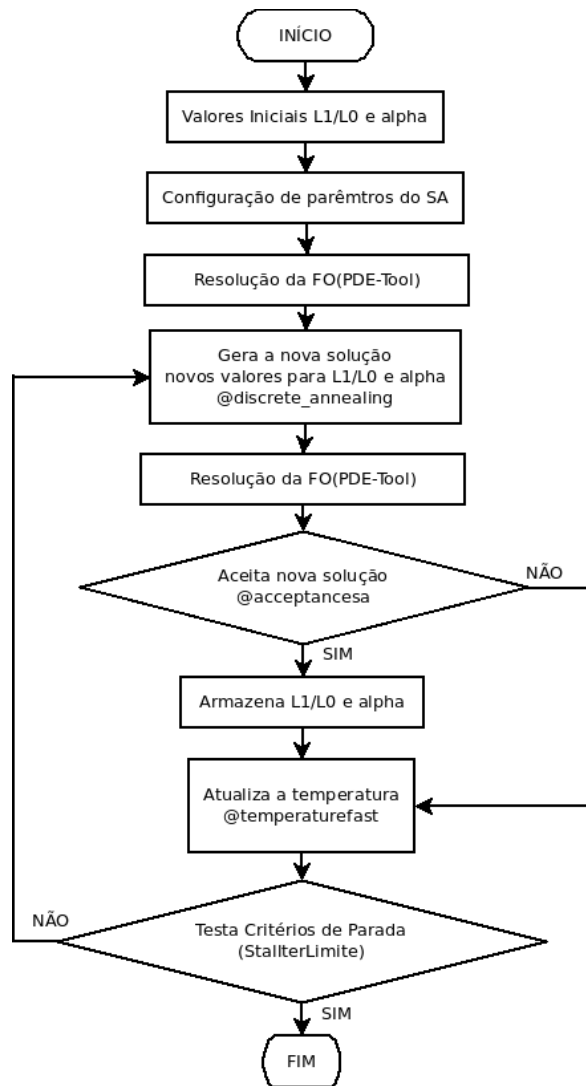 INÍCIO
Valores Iniciais L1/L0 e alpha
Configuração de parêmtros do SA
Resolução da FO(PDE-Tool)
Gera a nova solução
novos valores para L1/L0 e alpha
@discrete_annealing
Resolução da FO(PDE-Tool)
Aceita nova solução
@acceptancesa
NÃO
SIM
Armazena L1/L0 e alpha
Atualiza a temperatura
@temperaturefast
NÃO
Testa Critérios de Parada
(StallIterLimite)
SIM
FIM